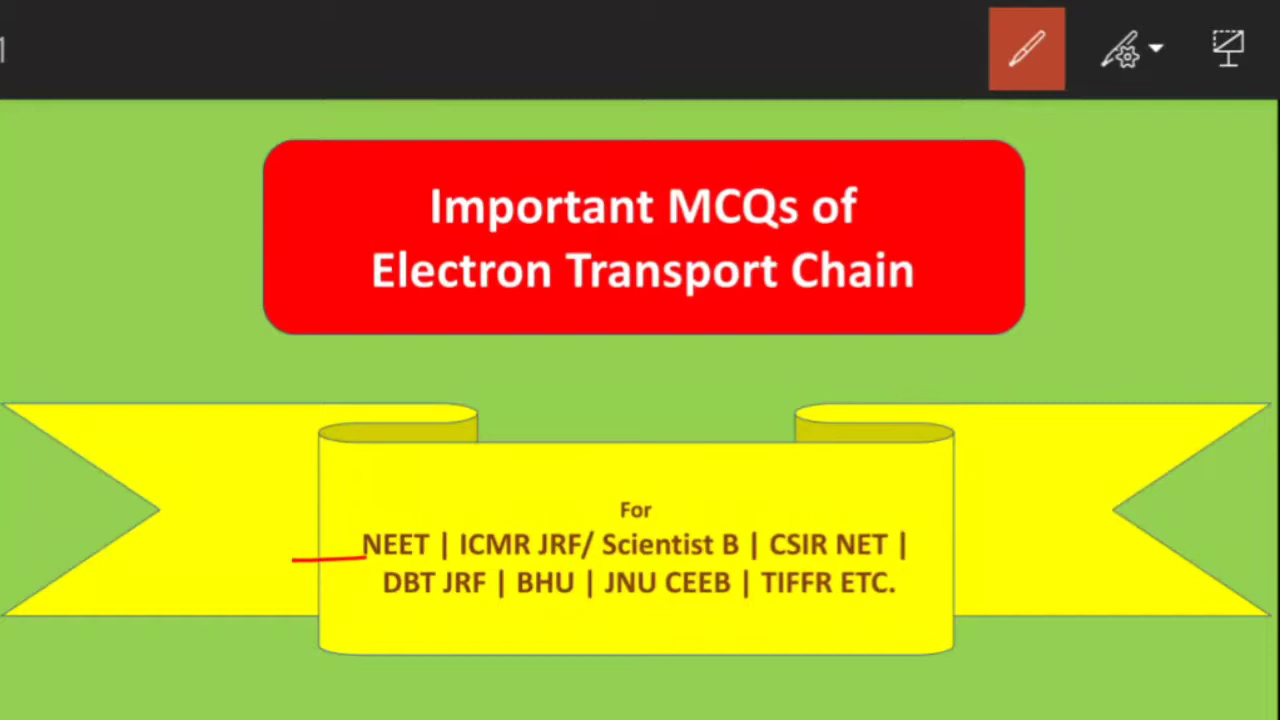 Important MCQs of
Electron Transport Chain
For
NEET | ICMR JRF/ Scientist B | CSIR NET |
DBT JRF | BHU | JNU CEEB | TIFFR ETC.